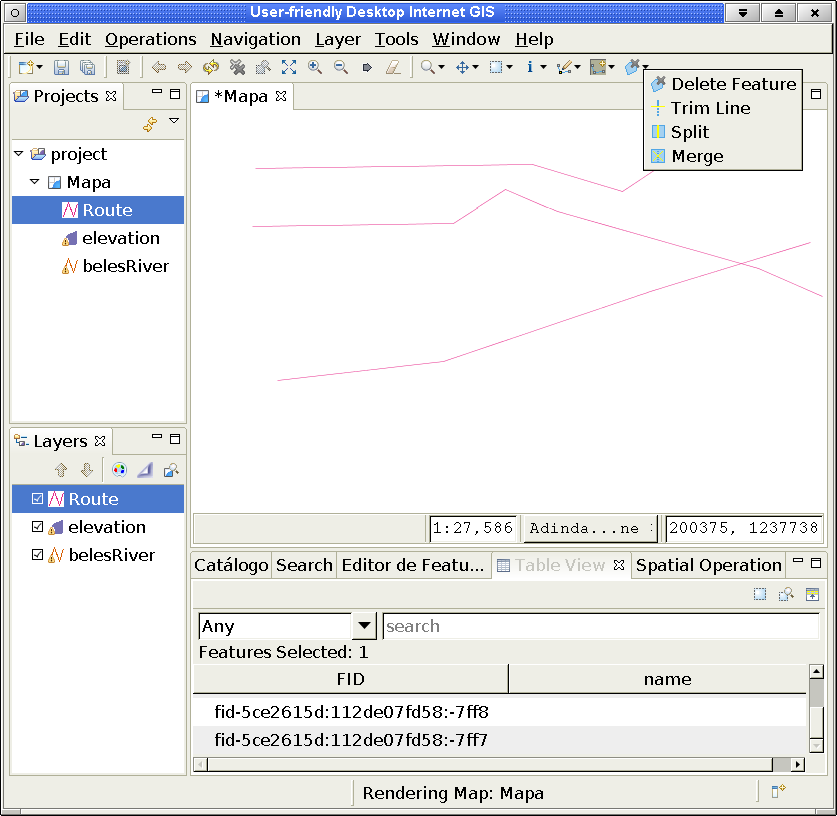 User-friendly Desktop Internet GIS
File Edit Operations Navigation Layer Tools Window Help
Projects
*Mapa
Delete Feature
Trim Line
Split
Merge
project
Mapa
Route
elevation
belesRiver
Layers
Route
elevation
belesRiver
1:27,586 Adinda...ne 200375, 1237738
Catálogo Search Editor de Featu... Table View Spatial Operation
Any search
Features Selected: 1
FID name
fid-5ce2615d:112de07fd58:-7ff8
fid-5ce2615d:112de07fd58:-7ff7
Rendering Map: Mapa